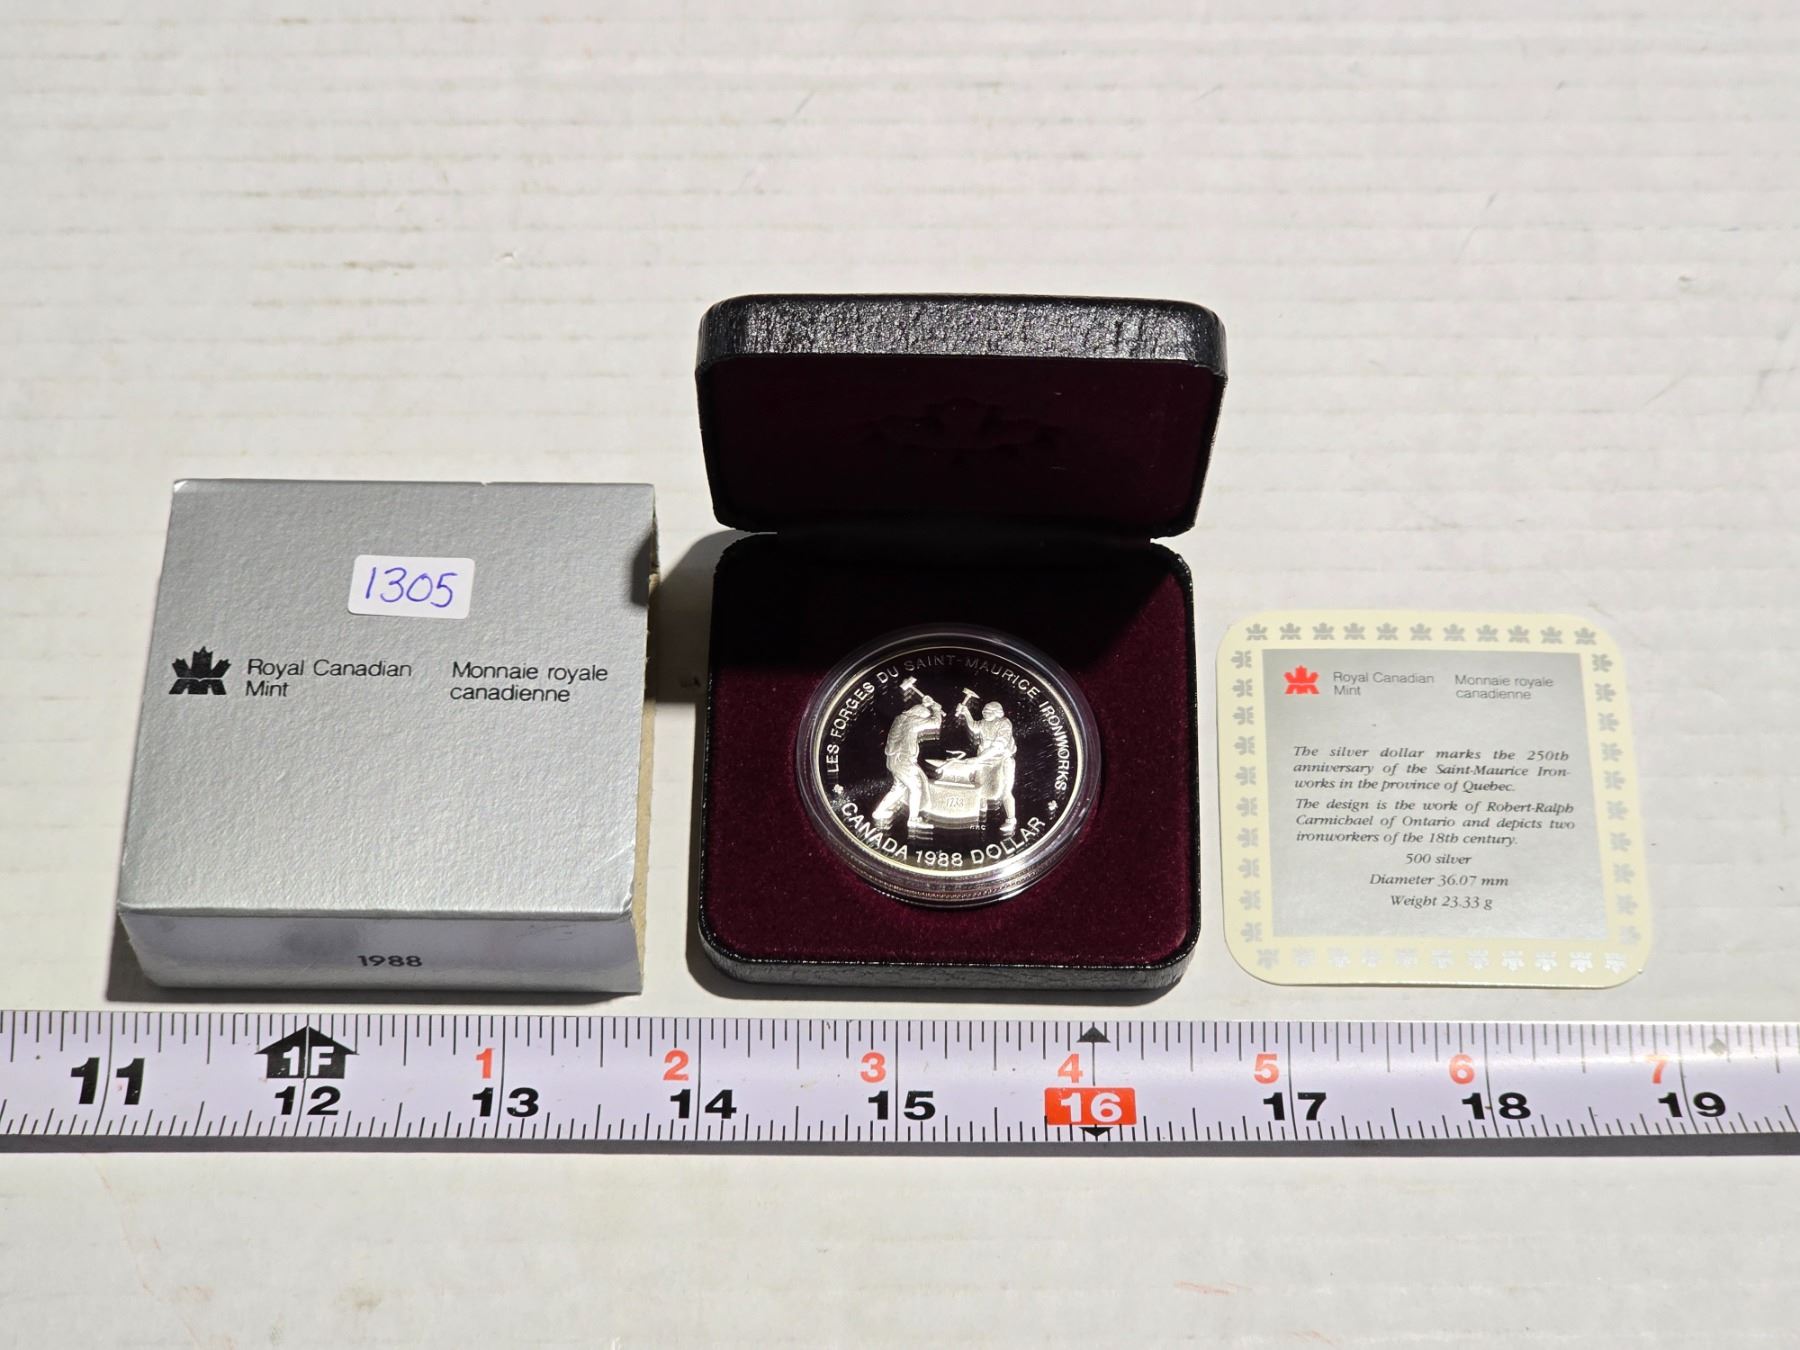 1305
Royal Canadian
Mint
Monnaie royale
canadienne
1988
LES FORGES DU SAINT-MAURICE IRONWORKS
1738
CANADA 1988 DOLLAR
Royal Canadian
Mint
Monnaie royale
canadienne
The silver dollar marks the 250th
anniversary of the Saint-Maurice Iron-
works in the province of Quebec.
The design is the work of Robert-Ralph
Carmichael of Ontario and depicts two
ironworkers of the 18th century.
500 silver
Diameter 36.07 mm
Weight 23.33 g
1F 1 2 3 4 5 6 7
11 12 13 14 15 16 17 18 19